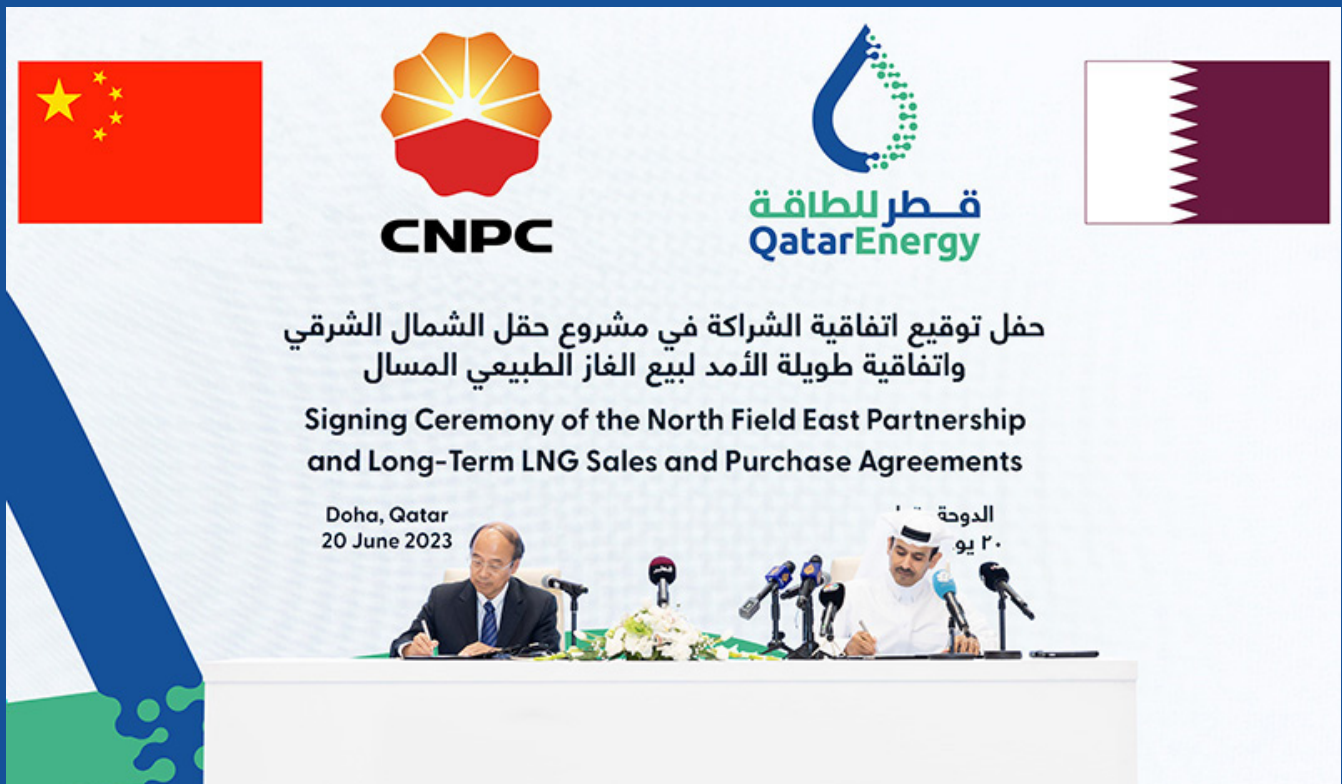 CNPC
قطر للطاقة
QatarEnergy
حفل توقيع اتفاقية الشراكة في مشروع حقل الشمال الشرقي
واتفاقية طويلة الأمد لبيع الغاز الطبيعي المسال
Signing Ceremony of the North Field East Partnership
and Long-Term LNG Sales and Purchase Agreements
Doha, Qatar
20 June 2023
الدوحة
٢٠